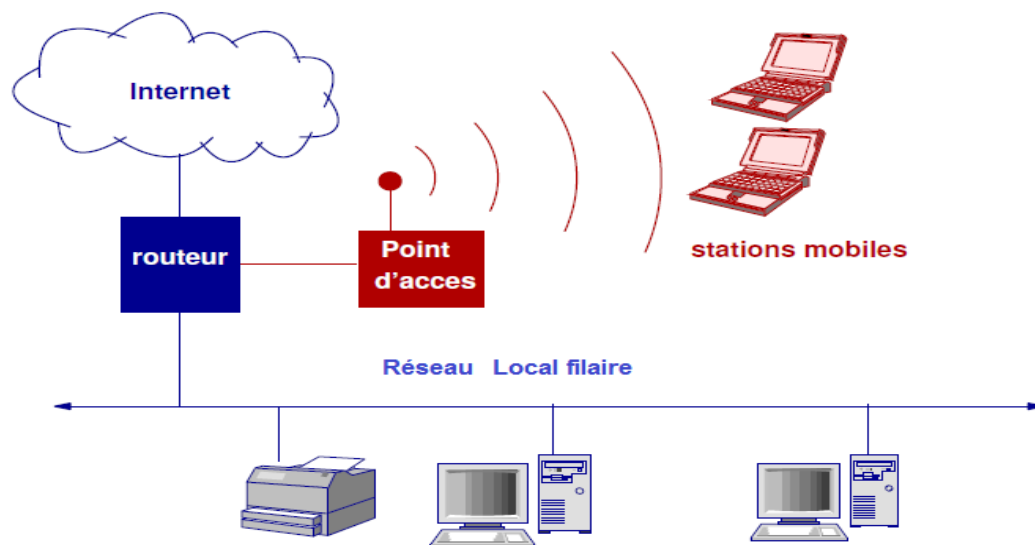 Internet
routeur
Point
d'acces
stations mobiles
Réseau Local filaire